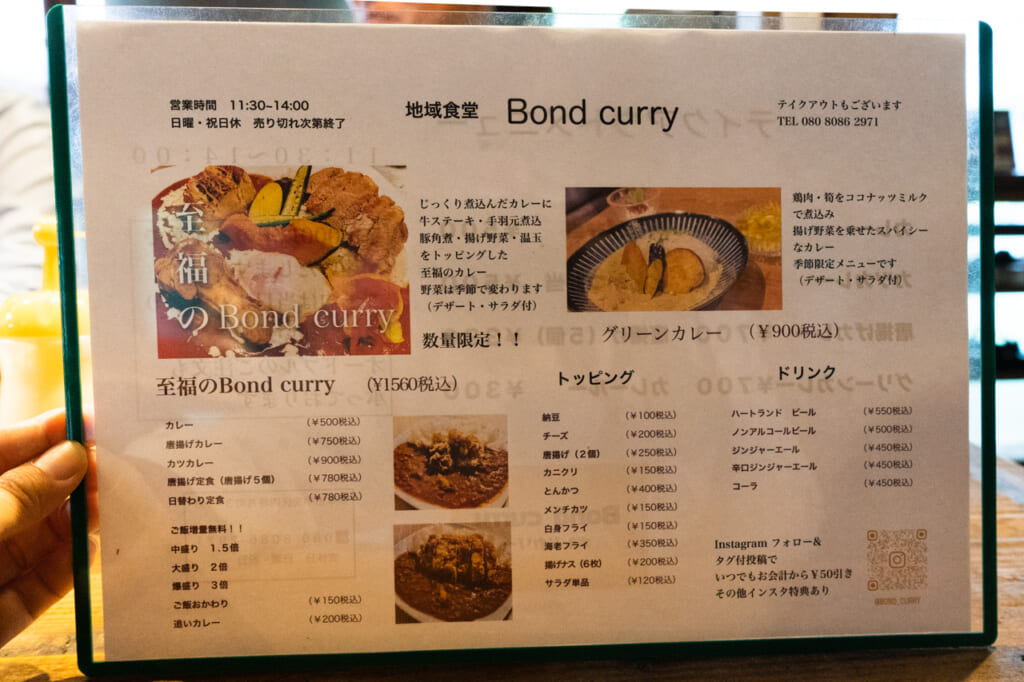 営業時間　11:30~14:00
日曜・祝日休　売り切れ次第終了
地域食堂　Bond curry
テイクアウトもございます
TEL 080 8086 2971
至福の Bond curry
じっくり煮込んだカレーに
牛ステーキ・手羽元煮込
豚角煮・揚げ野菜・温玉
をトッピングした
至福のカレー
野菜は季節で変わります
（デザート・サラダ付）
数量限定！！
至福のBond curry　（¥1560税込）
鶏肉・筍をココナッツミルク
で煮込み
揚げ野菜を乗せたスパイシー
なカレー
季節限定メニューです
（デザート・サラダ付）
グリーンカレー　（¥900税込）
カレー　（¥500税込）
唐揚げカレー　（¥750税込）
カツカレー　（¥900税込）
唐揚げ定食（唐揚げ５個）　（¥780税込）
日替わり定食　（¥780税込）
ご飯増量無料！！
中盛り　1.5倍
大盛り　2倍
爆盛り　3倍
ご飯おかわり　（¥150税込）
追いカレー　（¥200税込）
トッピング
納豆　（¥100税込）
チーズ　（¥200税込）
唐揚げ（２個）　（¥250税込）
カニクリ　（¥150税込）
とんかつ　（¥400税込）
メンチカツ　（¥150税込）
白身フライ　（¥150税込）
海老フライ　（¥350税込）
揚げナス（6枚）　（¥200税込）
サラダ単品　（¥120税込）
ドリンク
ハートランド　ビール　（¥550税込）
ノンアルコールビール　（¥500税込）
ジンジャーエール　（¥450税込）
辛口ジンジャーエール　（¥450税込）
コーラ　（¥450税込）
Instagram フォロー&
タグ付投稿で
いつでもお会計から¥50引き
その他インスタ特典あり
@BOND_CURRY